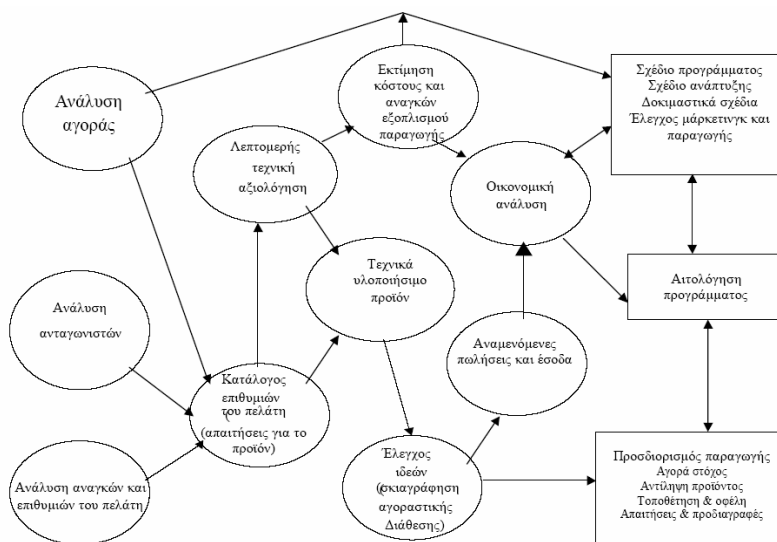 Ανάλυση
αγοράς
Εκτίμηση
κόστους και
αναγκών
εξοπλισμού
παραγωγής
Σχέδιο προγράμματος
Σχέδιο ανάπτυξης
Δοκιμαστικά σχέδια
Έλεγχος μάρκετινγκ και
παραγωγής
Λεπτομερής
τεχνική
αξιολόγηση
Οικονομική
ανάλυση
Τεχνικά
υλοποιήσιμο
προϊόν
Αιτολόγηση
προγράμματος
Ανάλυση
ανταγωνιστών
Αναμενόμενες
πωλήσεις και έσοδα
Κατάλογος
επιθυμιών
του πελάτη
(απαιτήσεις για το
προϊόν)
Ανάλυση αναγκών και
επιθυμιών του πελάτη
Έλεγχος
ιδεών
(σκιαγράφηση
αγοραστικής
Διάθεσης)
Προσδιορισμός παραγωγής
Αγορά στόχος
Αντίληψη προϊόντος
Τοποθέτηση & οφέλη
Απαιτήσεις & προδιαγραφές